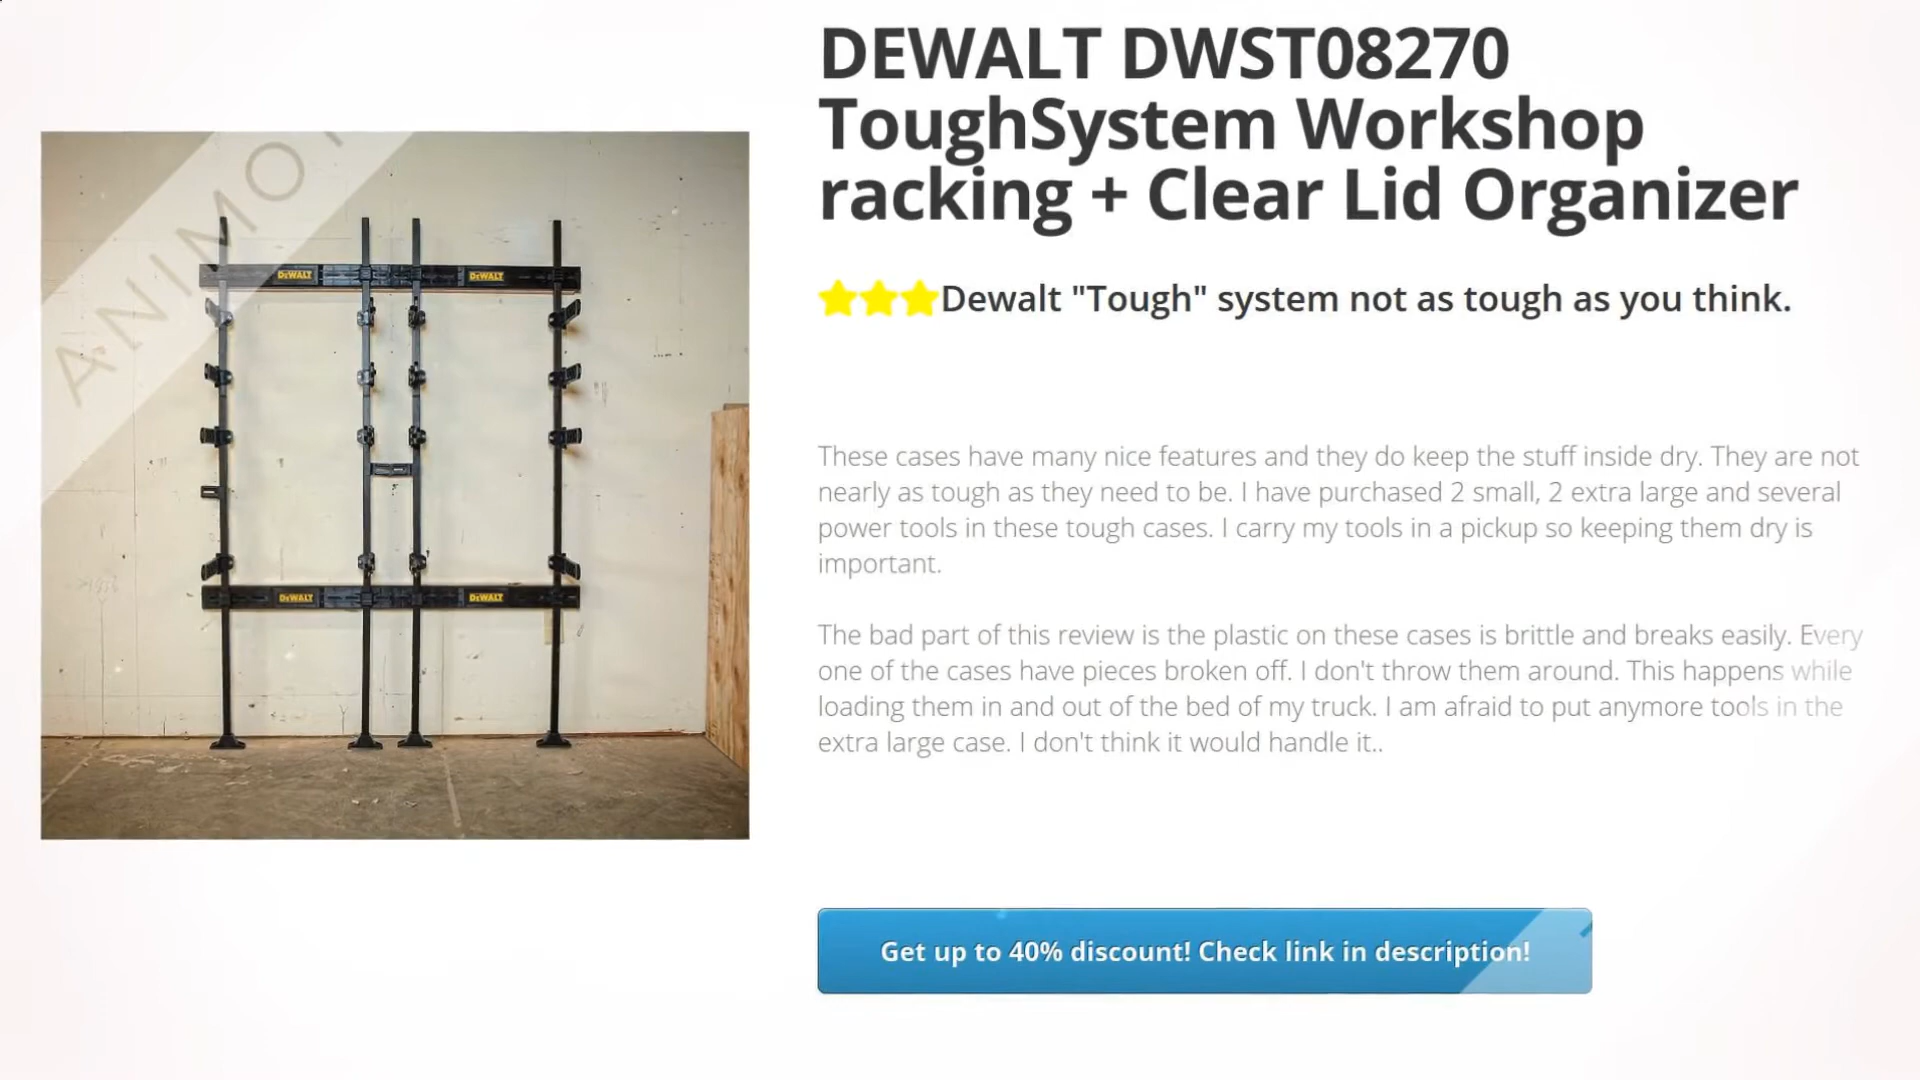 DEWALT DWST08270
ToughSystem Workshop
racking + Clear Lid Organizer
Dewalt "Tough" system not as tough as you think.
ANIMOT
DEWALT DEWALT
DEWALT DEWALT
These cases have many nice features and they do keep the stuff inside dry. They are not
nearly as tough as they need to be. I have purchased 2 small, 2 extra large and several
power tools in these tough cases. I carry my tools in a pickup so keeping them dry is
important.
The bad part of this review is the plastic on these cases is brittle and breaks easily. Every
one of the cases have pieces broken off. I don't throw them around. This happens while
loading them in and out of the bed of my truck. I am afraid to put anymore tools in the
extra large case. I don't think it would handle it..
Get up to 40% discount! Check link in description!